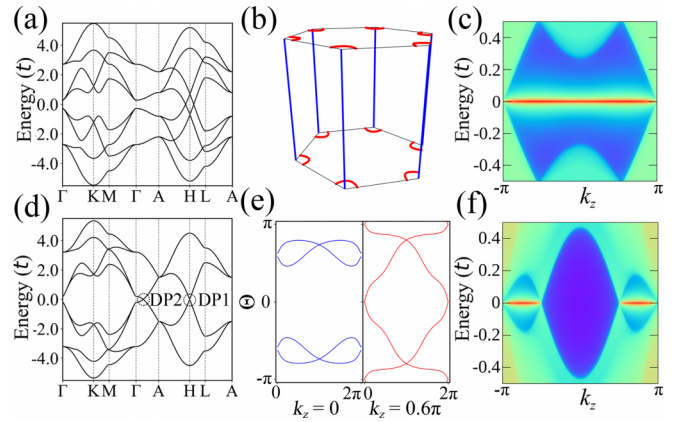 (a)
Energy (t)
4.0
2.0
0.0
-2.0
-4.0
Γ K M Γ A H L A
(b)
(c)
Energy (t)
0.4
0.2
0
-0.2
-0.4
-π k_z π
(d)
Energy (t)
4.0
2.0
0.0
-2.0
-4.0
DP2 DP1
Γ K M Γ A H L A
(e)
Θ
π
0
-π
0 2π 0 2π
k_z = 0 k_z = 0.6π
(f)
Energy (t)
0.4
0.2
0
-0.2
-0.4
-π k_z π